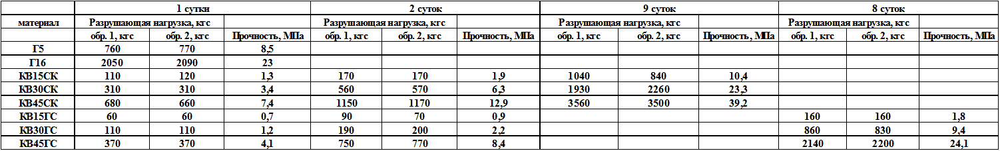 1 сутки 2 суток 9 суток 8 суток
материал Разрушающая нагрузка, кгс Разрушающая нагрузка, кгс Разрушающая нагрузка, кгс Разрушающая нагрузка, кгс
обр. 1, кгс обр. 2, кгс Прочность, МПа обр. 1, кгс обр. 2, кгс Прочность, МПа обр. 1, кгс обр. 2, кгс Прочность, МПа обр. 1, кгс обр. 2, кгс Прочность, МПа
Г5 760 770 8,5
Г16 2050 2090 23
КВ15СК 110 120 1,3 170 170 1,9 1040 840 10,4
КВ30СК 310 310 3,4 560 570 6,3 1930 2260 23,3
КВ45СК 680 660 7,4 1150 1170 12,9 3560 3500 39,2
КВ15ГС 60 60 0,7 90 70 0,9 160 160 1,8
КВ30ГС 110 110 1,2 190 200 2,2 860 830 9,4
КВ45ГС 370 370 4,1 750 770 8,4 2140 2200 24,1